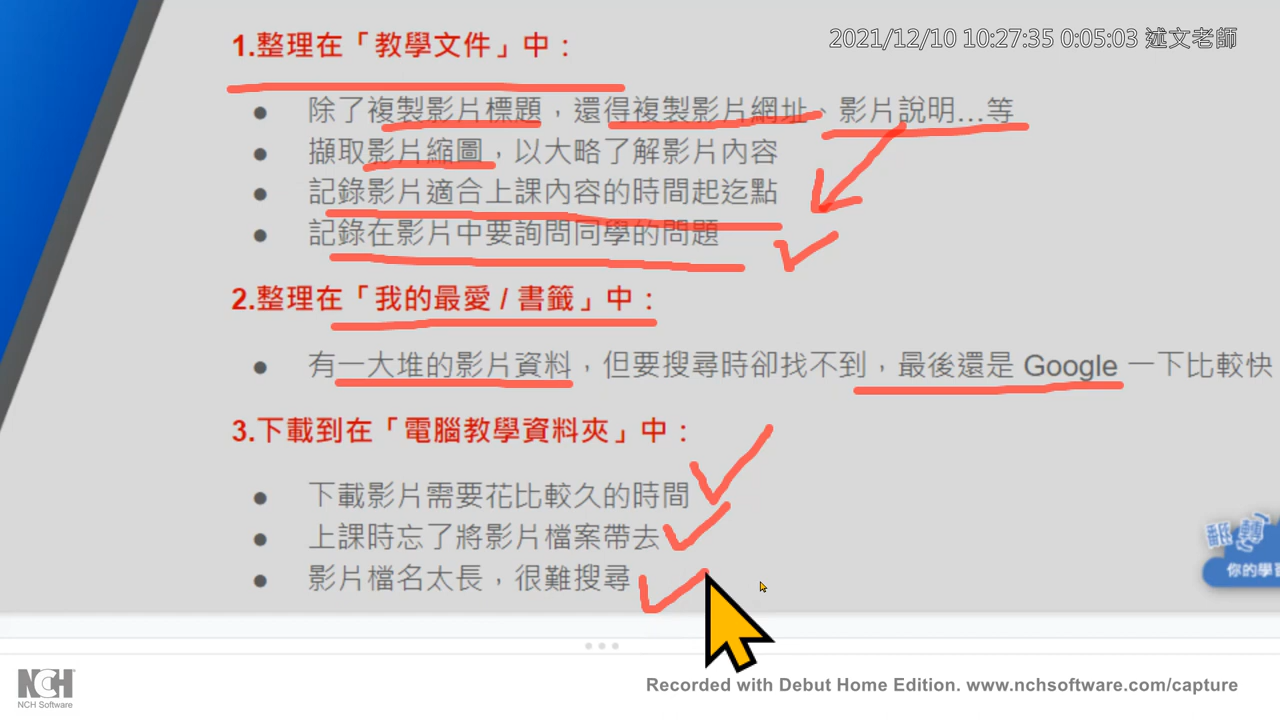 2021/12/10 10:27:35 0:05:03 述文老師
1.整理在「教學文件」中：
● 除了複製影片標題，還得複製影片網址、影片說明...等
● 擷取影片縮圖，以大略了解影片內容
● 記錄影片適合上課內容的時間起迄點
● 記錄在影片中要詢問同學的問題
2.整理在「我的最愛 / 書籤」中：
● 有一大堆的影片資料，但要搜尋時卻找不到，最後還是 Google 一下比較快
3.下載到在「電腦教學資料夾」中：
● 下載影片需要花比較久的時間
● 上課時忘了將影片檔案帶去
● 影片檔名太長，很難搜尋
翻轉
你的學習
NCH
NCH Software
Recorded with Debut Home Edition. www.nchsoftware.com/capture